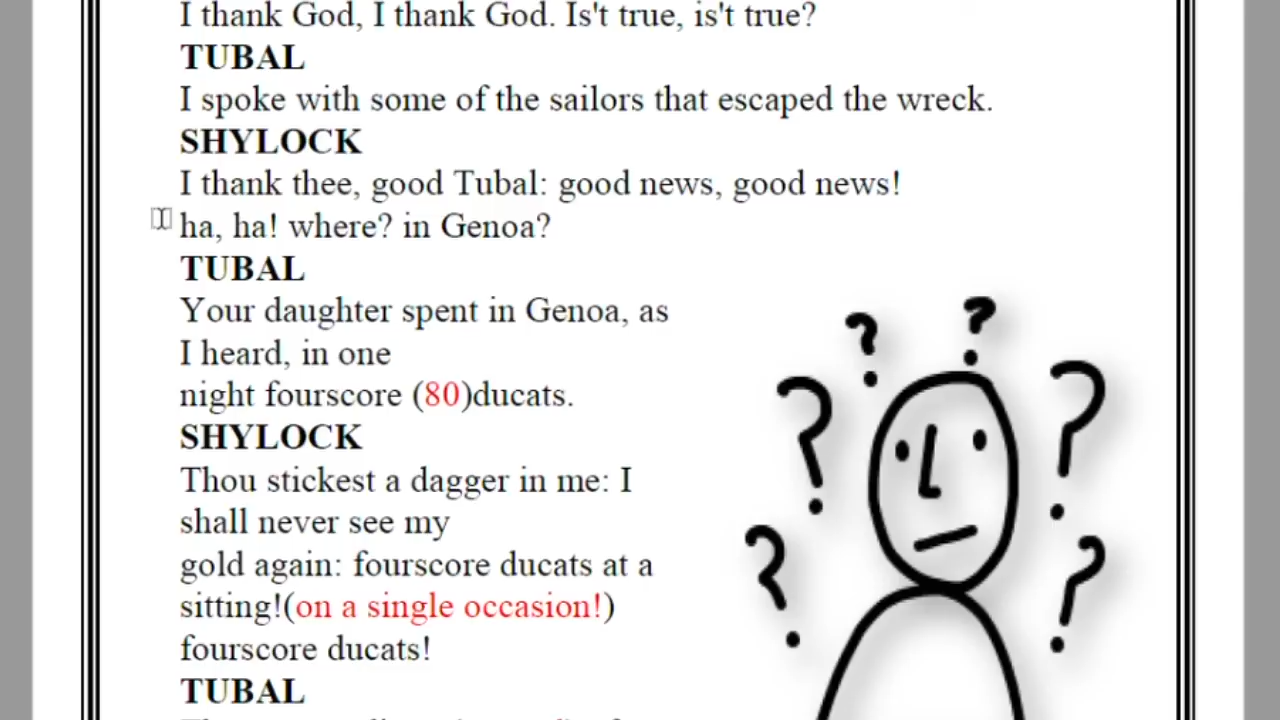 I thank God, I thank God. Is't true, is't true?
TUBAL
I spoke with some of the sailors that escaped the wreck.
SHYLOCK
I thank thee, good Tubal: good news, good news!
ha, ha! where? in Genoa?
TUBAL
Your daughter spent in Genoa, as
I heard, in one
night fourscore (80)ducats.
SHYLOCK
Thou stickest a dagger in me: I
shall never see my
gold again: fourscore ducats at a
sitting!(on a single occasion!)
fourscore ducats!
TUBAL
? ?
? ?
? ?